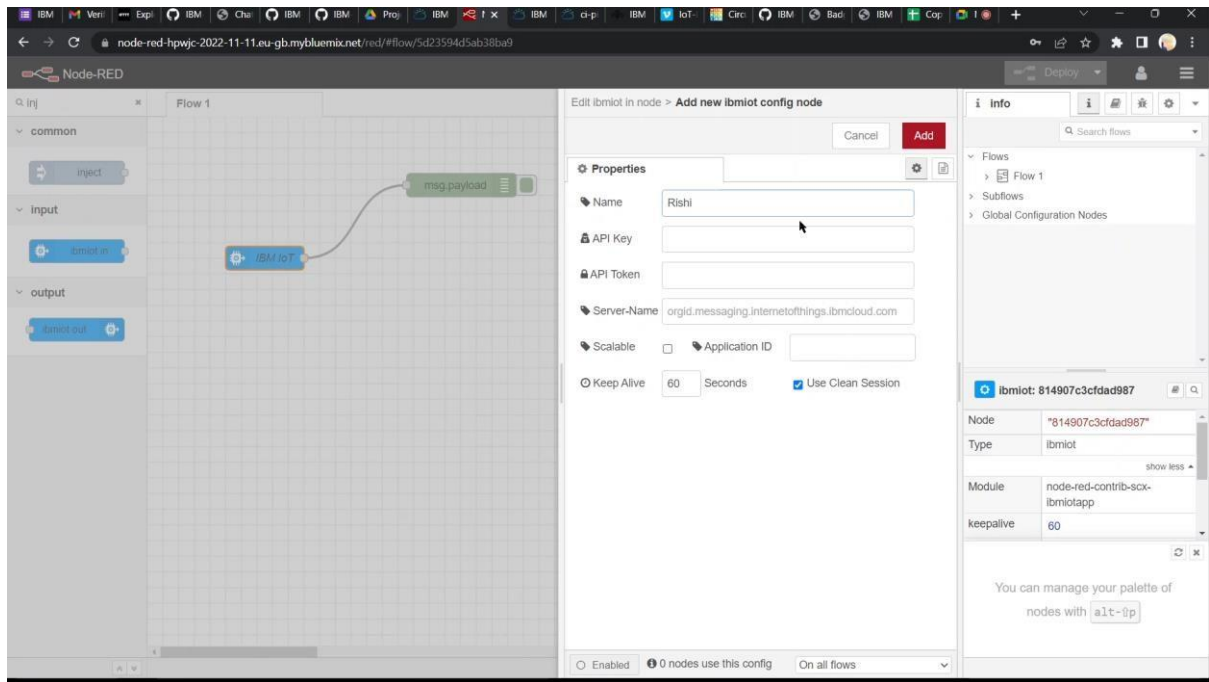 IBM Veri Expl IBM Cha IBM IBM Proj IBM 1 X IBM ci-p IBM IoT- Circ IBM Bad IBM Cop 1
node-red-hpwjc-2022-11-11.eu-gb.mybluemix.net/red/#flow/5d23594d5ab38ba9
Node-RED
Deploy
inj
Flow 1
Edit ibmiot in node > Add new ibmiot config node
i info
common
Cancel
Add
Search flows
inject
Properties
Flows
Flow 1
msg.payload
Subflows
input
Name
Rishi
Global Configuration Nodes
API Key
ibmiot in
IBM IoT
API Token
output
Server-Name
orgid.messaging.internetofthings.ibmcloud.com
ibmiot out
Scalable
Application ID
Keep Alive
60
Seconds
Use Clean Session
ibmiot: 814907c3cfdad987
Node
"814907c3cfdad987"
Type
ibmiot
show less
Module
node-red-contrib-scx-
ibmiotapp
keepalive
60
You can manage your palette of
nodes with alt-⇧p
Enabled
0 nodes use this config
On all flows